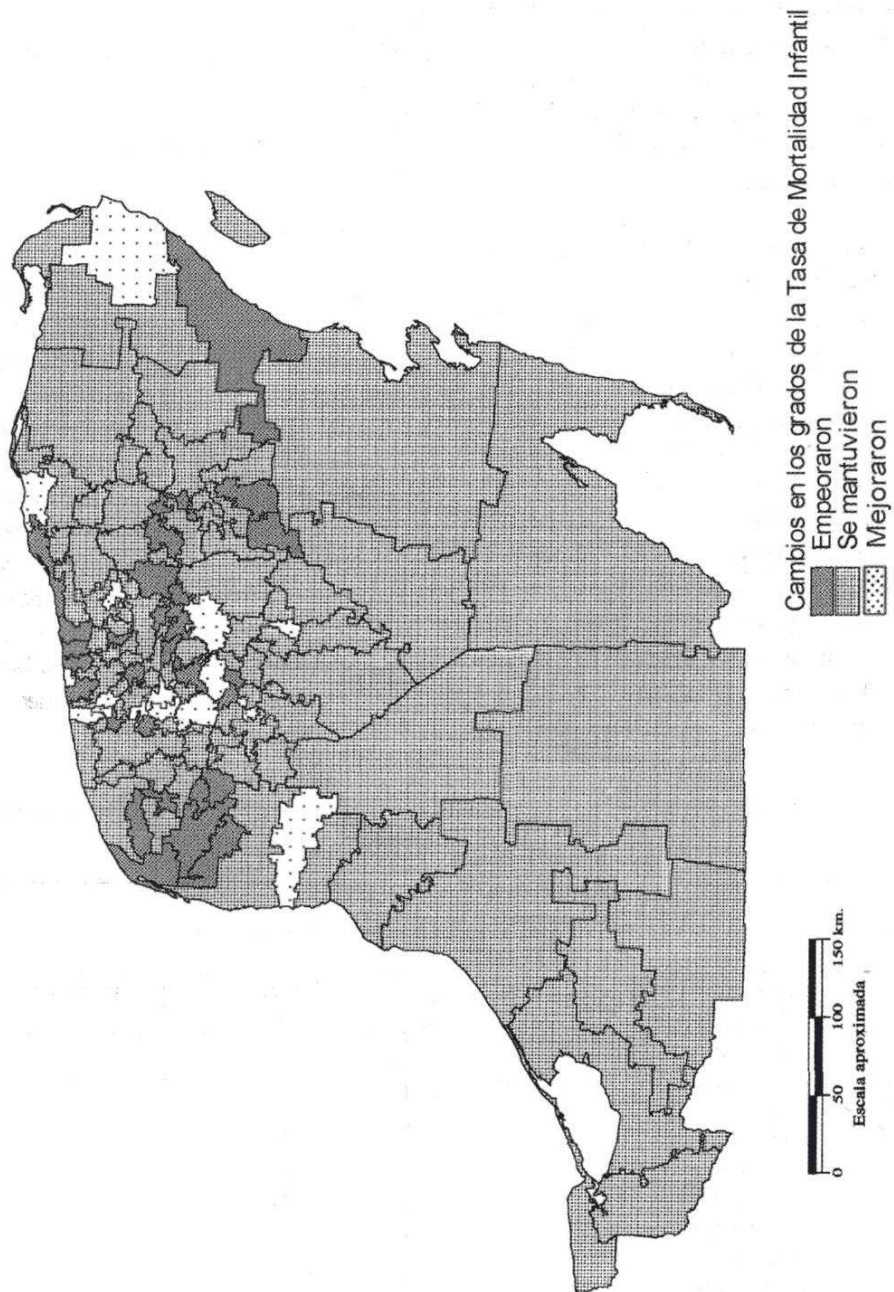 Cambios en los grados de la Tasa de Mortalidad Infantil
Empeoraron
Se mantuvieron
Mejoraron
0 50 100 150 km.
Escala aproximada